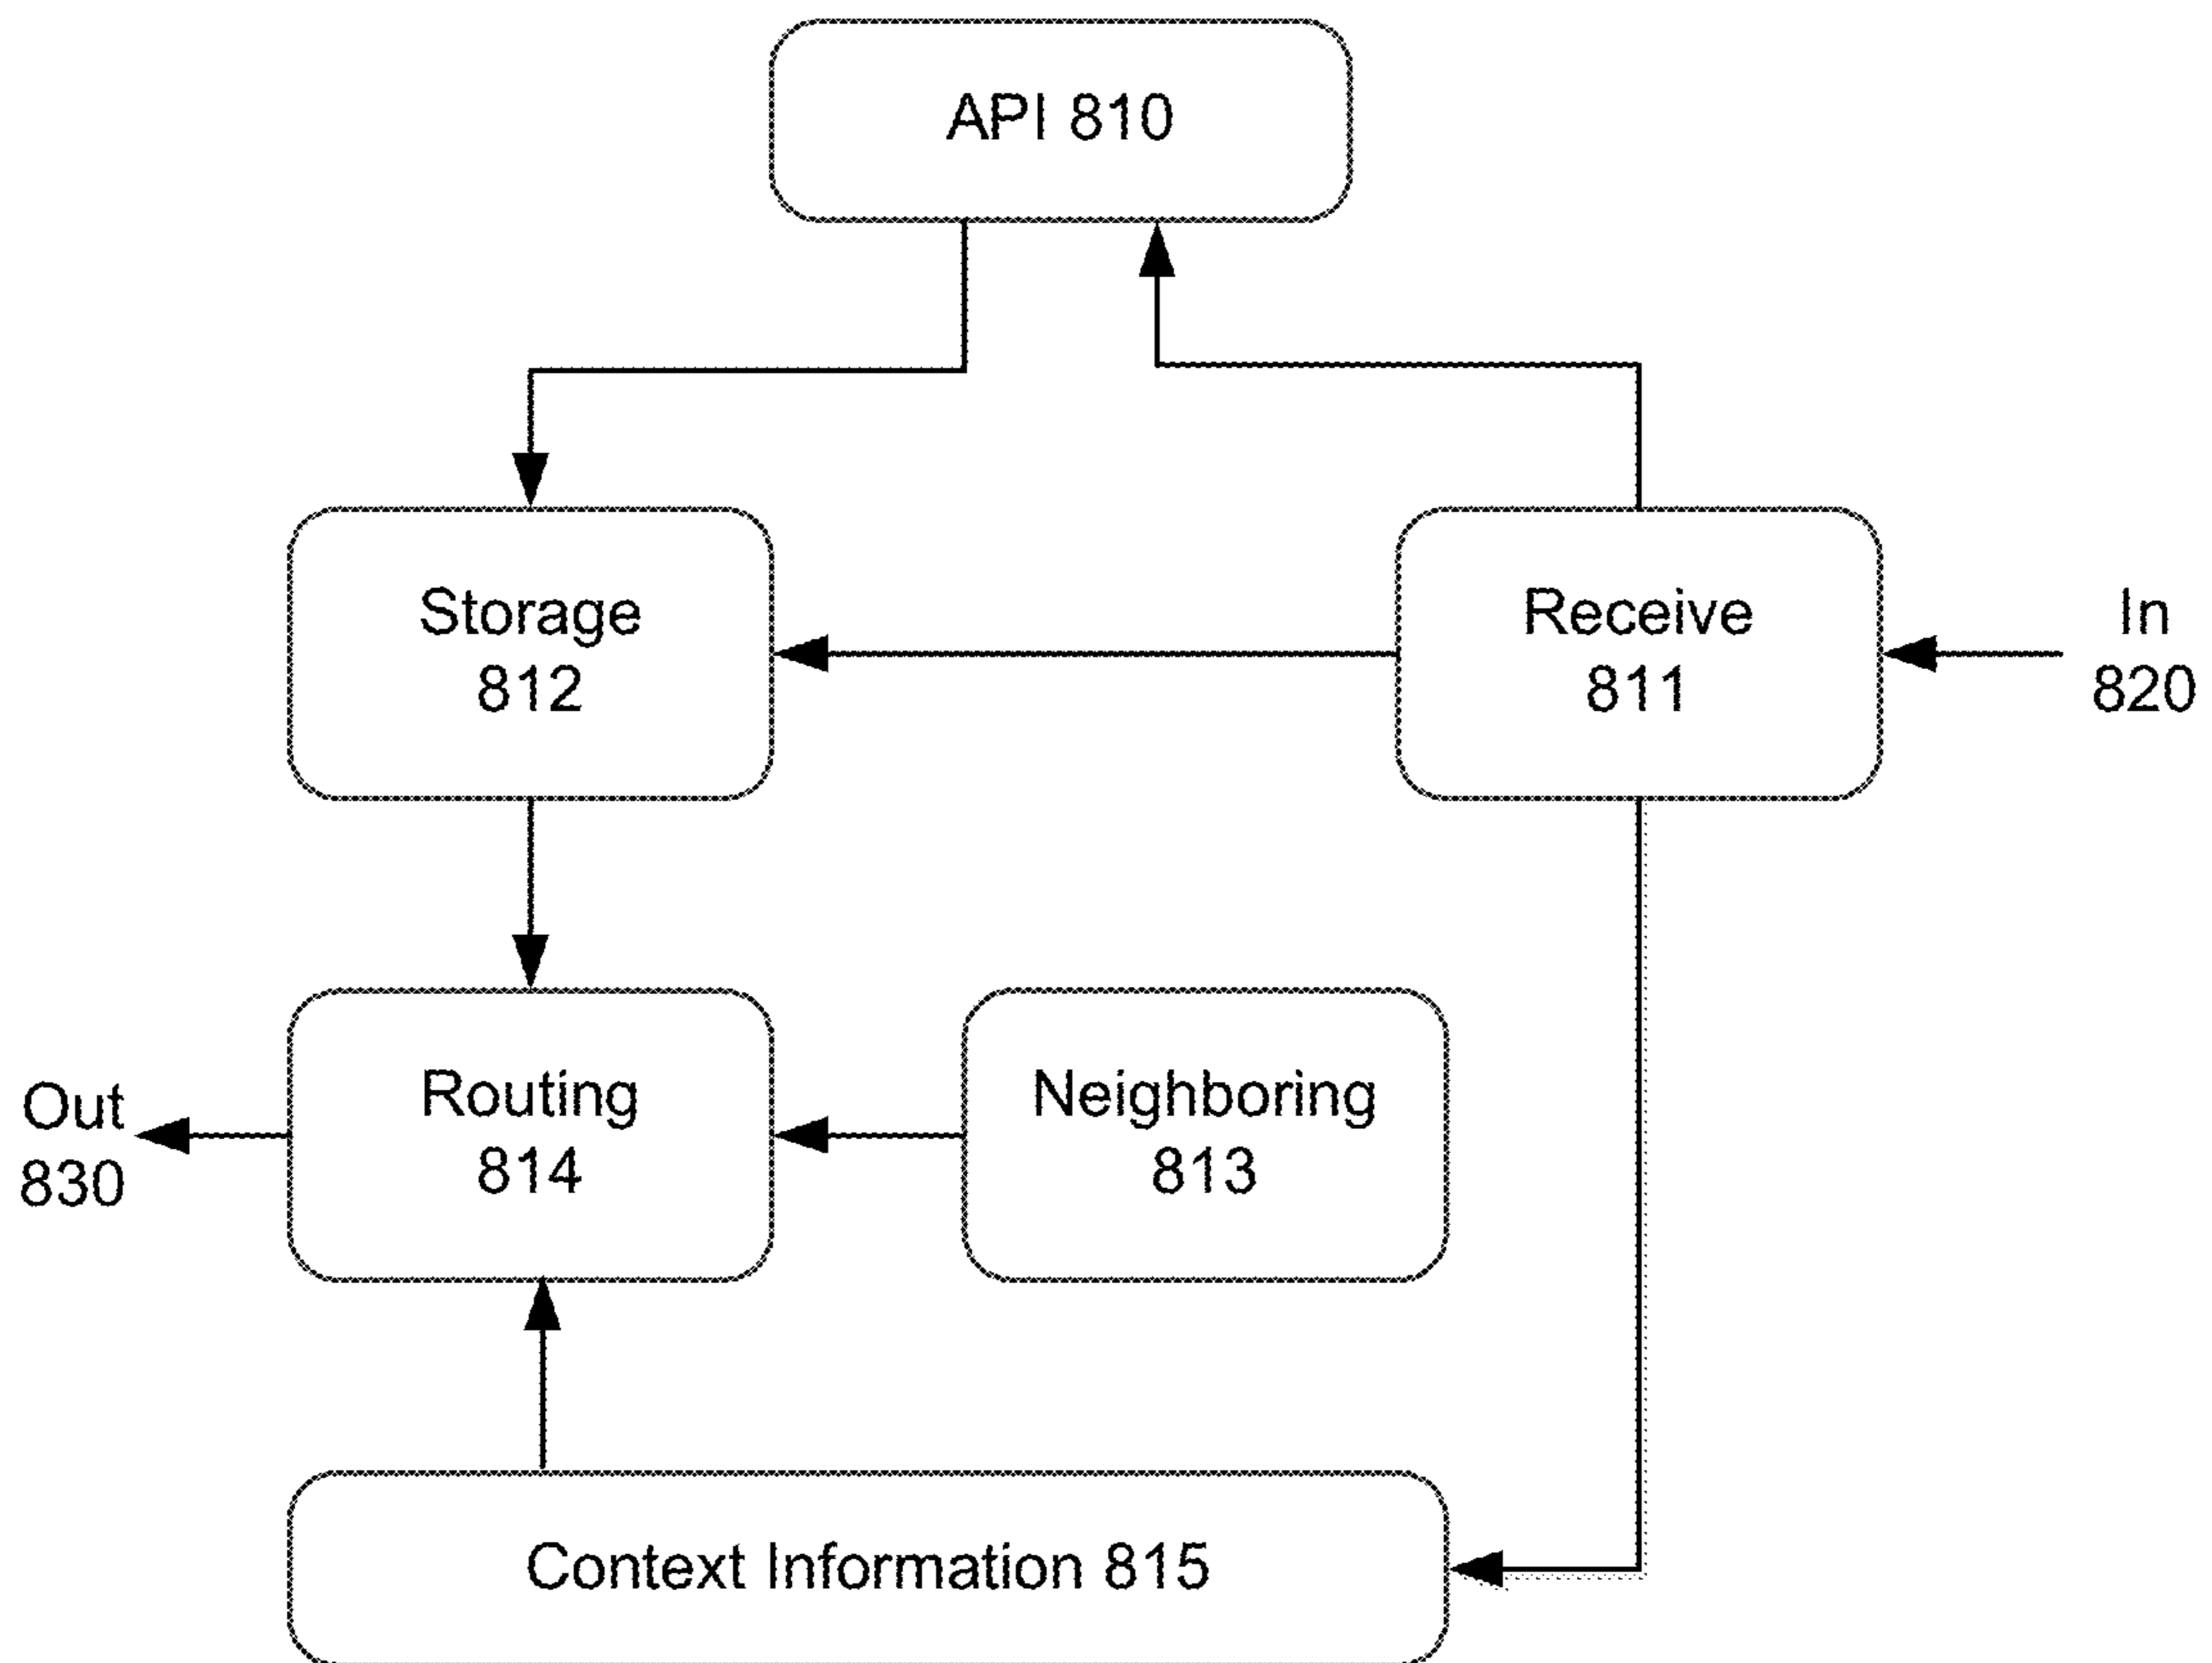 API 810
Storage
812
Receive
811
In
820
Out
830
Routing
814
Neighboring
813
Context Information 815